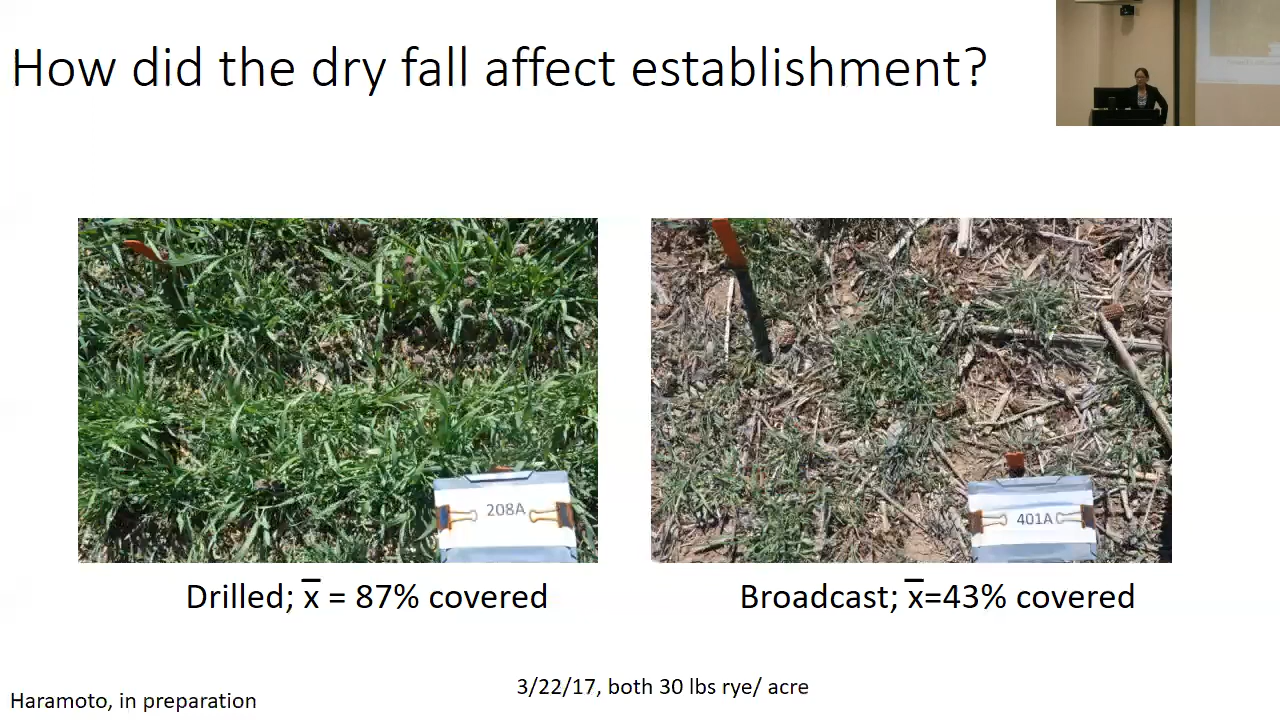 How did the dry fall affect establishment?
208A
401A
Drilled; x̅ = 87% covered
Broadcast; x̅=43% covered
3/22/17, both 30 lbs rye/ acre
Haramoto, in preparation